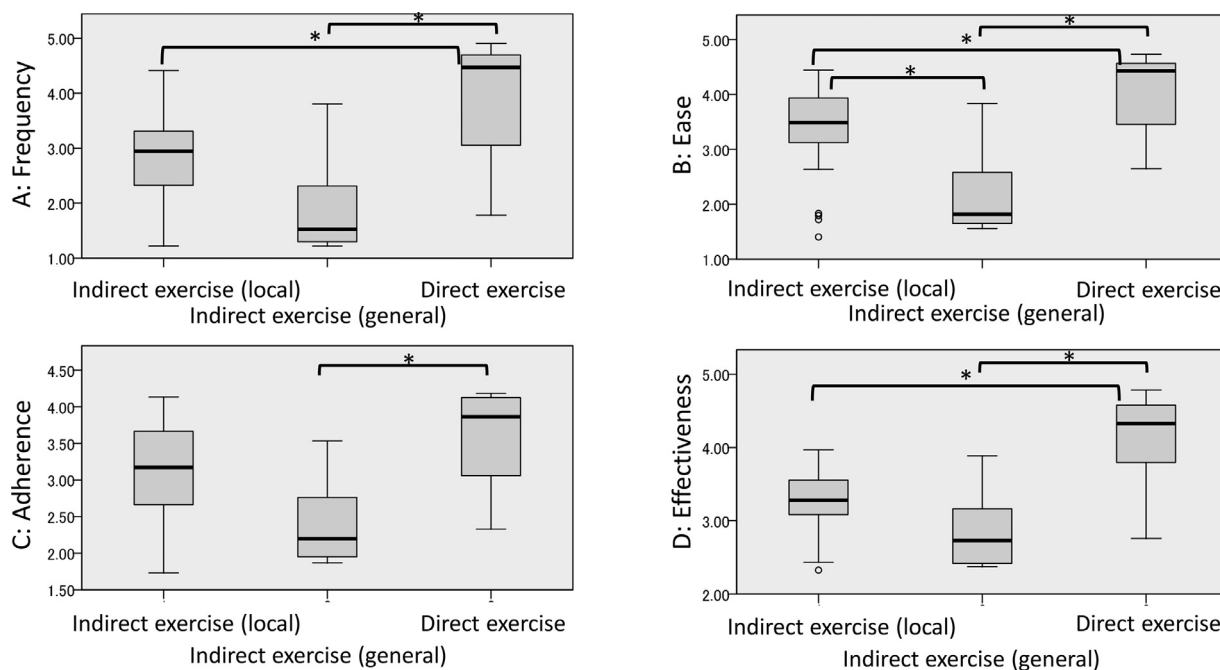 A: Frequency
5.00
4.00
3.00
2.00
1.00
*
*
Indirect exercise (local)
Direct exercise
Indirect exercise (general)
B: Ease
5.00
4.00
3.00
2.00
1.00
*
*
*
Indirect exercise (local)
Direct exercise
Indirect exercise (general)
C: Adherence
4.50
4.00
3.50
3.00
2.50
2.00
1.50
*
Indirect exercise (local)
Direct exercise
Indirect exercise (general)
D: Effectiveness
5.00
4.00
3.00
2.00
*
*
Indirect exercise (local)
Direct exercise
Indirect exercise (general)